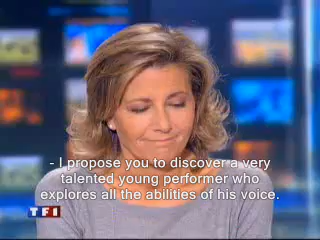 - I propose you to discover a very
talented young performer who
explores all the abilities of his voice.
TF1